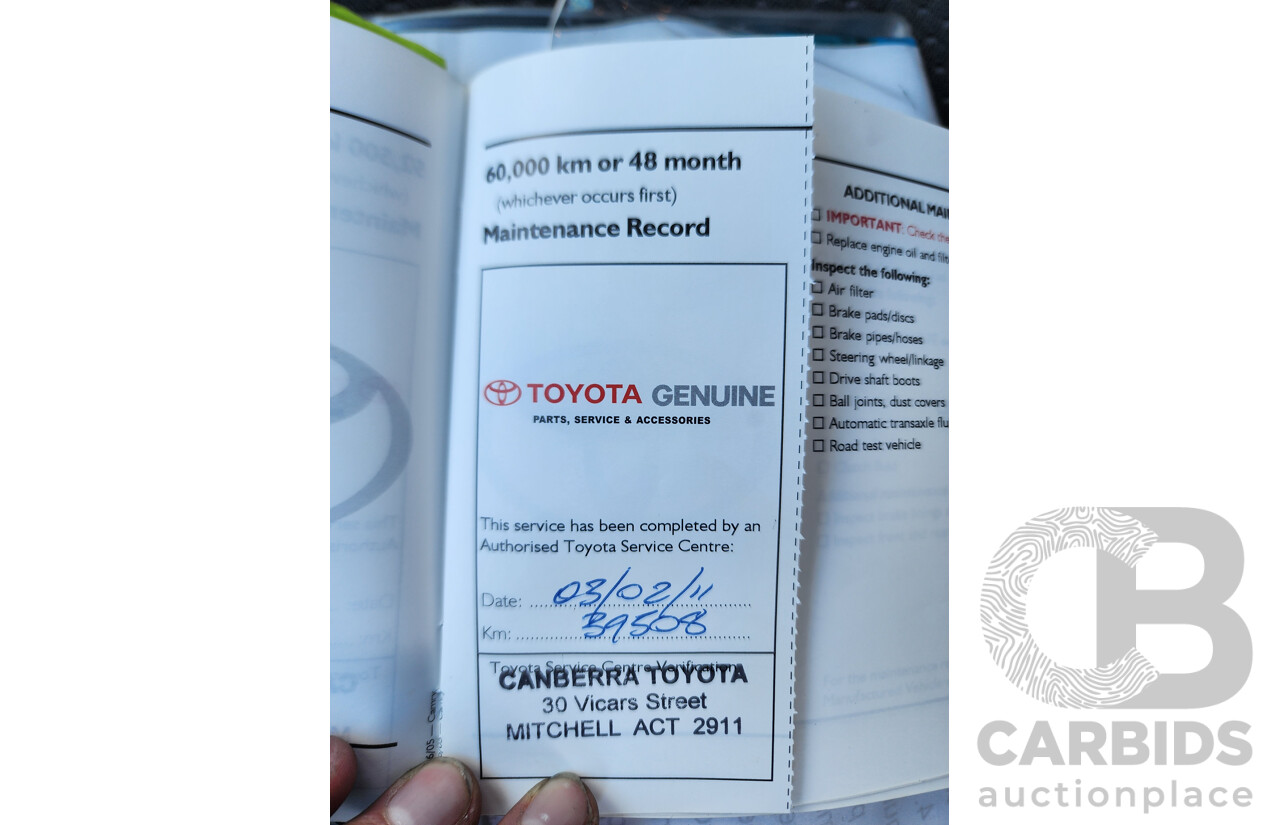 60,000 km or 48 month
(whichever occurs first)
Maintenance Record
TOYOTA GENUINE
PARTS, SERVICE & ACCESSORIES
This service has been completed by an
Authorised Toyota Service Centre:
Date: 03/02/11
Km: 39508
Toyota Service Centre Verification
CANBERRA TOYOTA
30 Vicars Street
MITCHELL ACT 2911
ADDITIONAL MAI
IMPORTANT: Check the
Replace engine oil and filt
Inspect the following:
Air filter
Brake pads/discs
Brake pipes/hoses
Steering wheel/linkage
Drive shaft boots
Ball joints, dust covers
Automatic transaxle flu
Road test vehicle
CB
CARBIDS
auctionplace